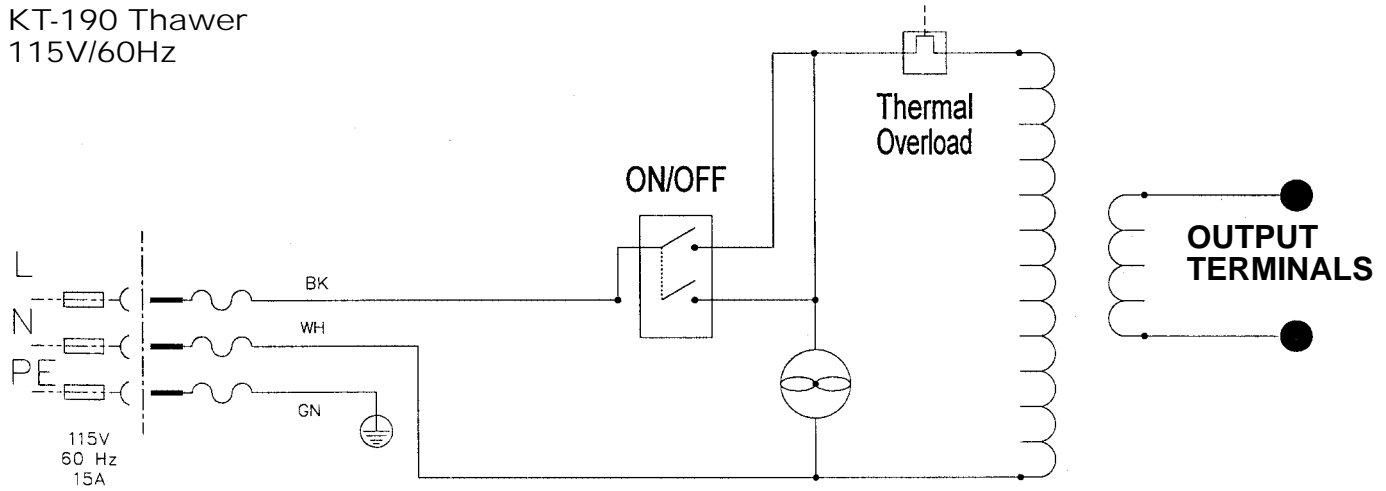 KT-190 Thawer
115V/60Hz
Thermal
Overload
ON/OFF
OUTPUT
TERMINALS
L
BK
N
WH
PE
GN
115V
60 Hz
15A